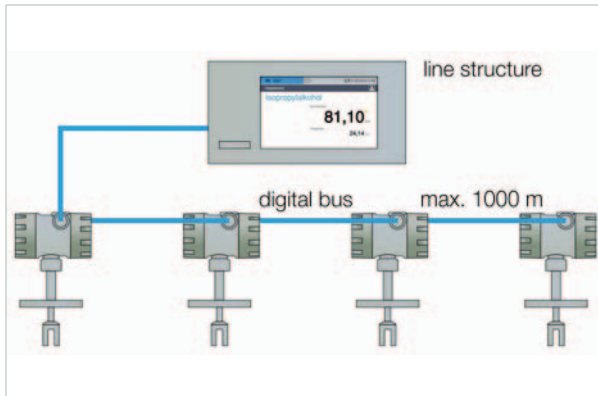 line structure
Isopropylalkohol
81,10
24,14
digital bus
max. 1000 m